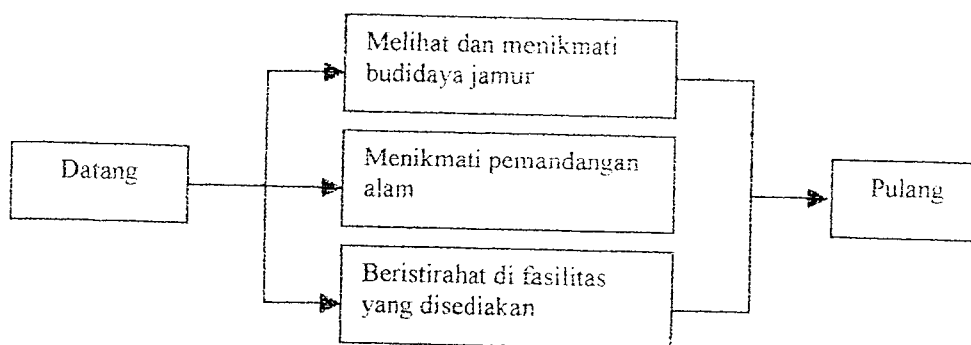 Datang
Melihat dan menikmati
budidaya jamur
Menikmati pemandangan
alam
Beristirahat di fasilitas
yang disediakan
Pulang